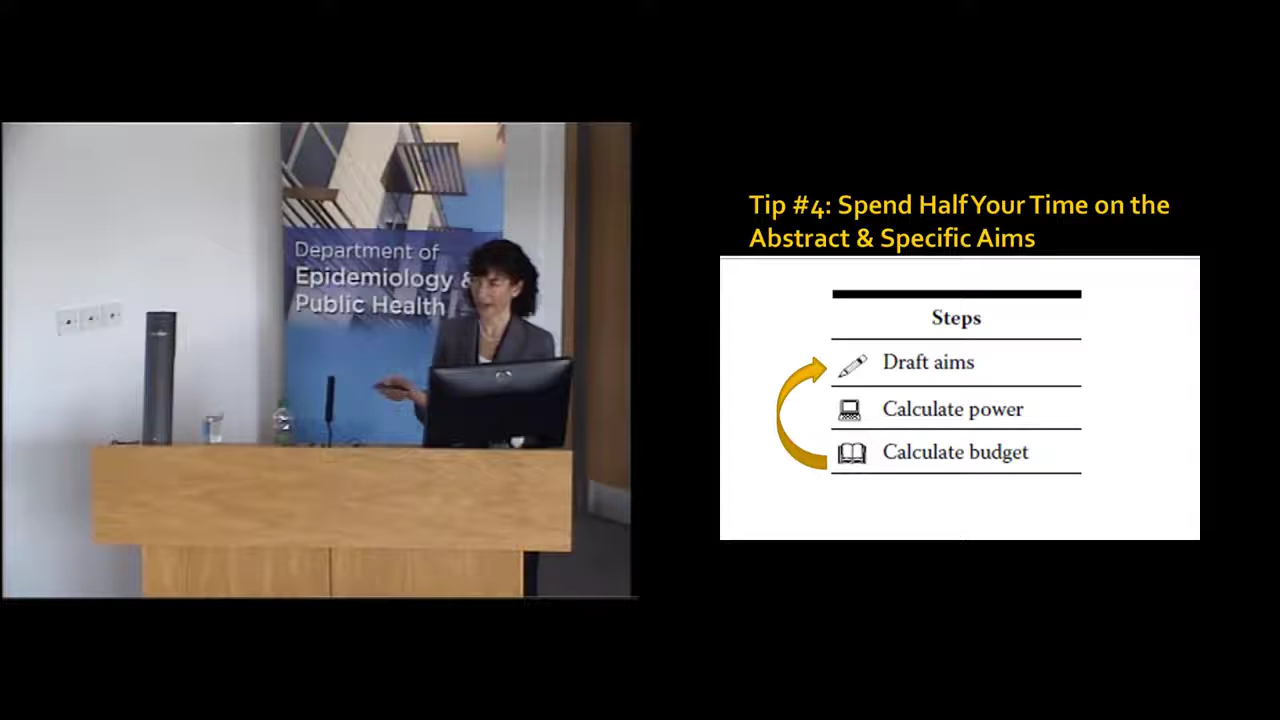 Department of
Epidemiology &
Public Health
Tip #4: Spend Half Your Time on the
Abstract & Specific Aims
Steps
Draft aims
Calculate power
Calculate budget